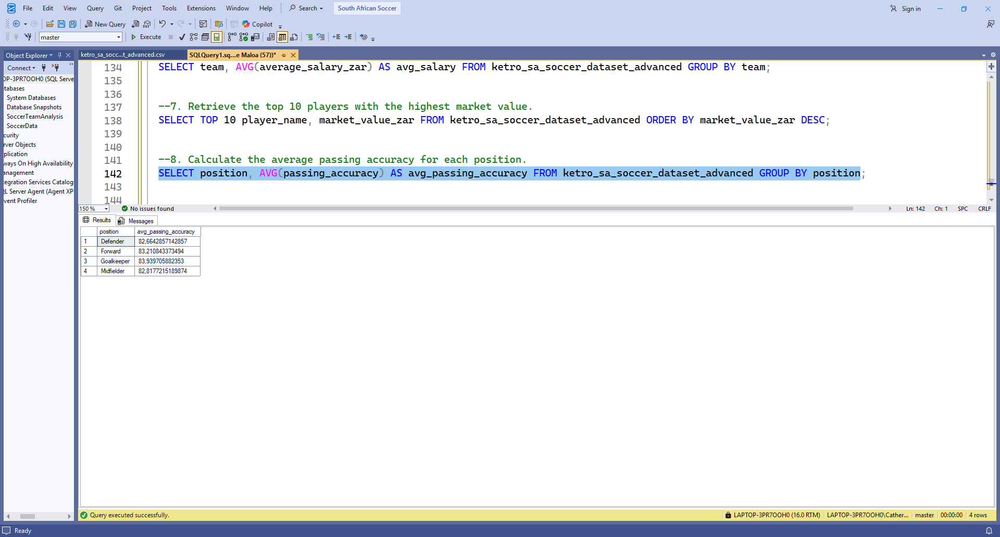 File Edit View Query Git Project Tools Extensions Window Help Search South African Soccer Sign in
New Query DAX Copilot
master Execute
Object Explorer
ketro_sa_socc...t_advanced.csv SQLQuery1.sq...e Maloa (57))*
Connect
OP-3PR7OOH0 (SQL Serve
tabases
System Databases
Database Snapshots
SoccerTeamAnalysis
SoccerData
curity
rver Objects
plication
ways On High Availability
anagement
tegration Services Catalog
QL Server Agent (Agent XP
vent Profiler
134 SELECT team, AVG(average_salary_zar) AS avg_salary FROM ketro_sa_soccer_dataset_advanced GROUP BY team;
135
136
137 --7. Retrieve the top 10 players with the highest market value.
138 SELECT TOP 10 player_name, market_value_zar FROM ketro_sa_soccer_dataset_advanced ORDER BY market_value_zar DESC;
139
140
141 --8. Calculate the average passing accuracy for each position.
142 SELECT position, AVG(passing_accuracy) AS avg_passing_accuracy FROM ketro_sa_soccer_dataset_advanced GROUP BY position;
143
144
150 % No issues found Ln: 142 Ch: 1 SPC CRLF
Results Messages
position avg_passing_accuracy
1 Defender 82,6642857142857
2 Forward 83,210843373494
3 Goalkeeper 83,939705882353
4 Midfielder 82,8177215189874
Query executed successfully. LAPTOP-3PR7OOH0 (16.0 RTM) LAPTOP-3PR7OOH0\Cather... master 00:00:00 4 rows
Ready